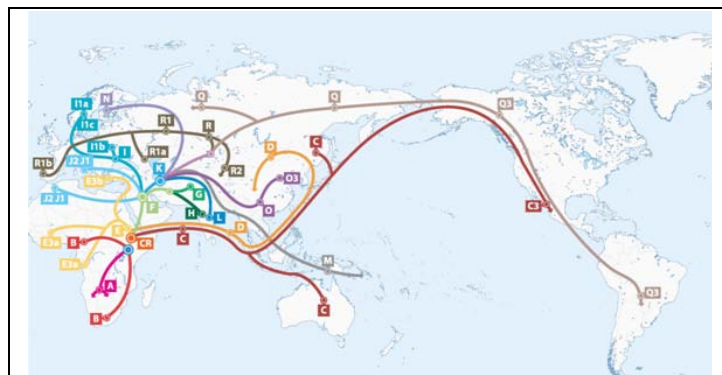 N
Q
Q
I1a
I1c
R1
R
Q3
I1b
I
R1a
D
C
J2 J1
R1b
K
R2
E3b
G
O3
J2 J1
F
H
L
O
C3
E3a
B
E
CR
C
D
E3a
M
A
C
Q3
B